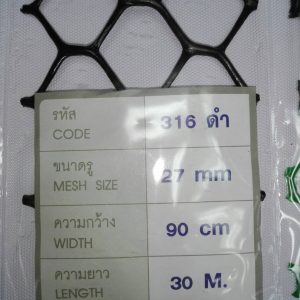 รหัส
CODE
316 ดำ
ขนาดรู
MESH SIZE
27 mm
ความกว้าง
WIDTH
90 cm
ความยาว
LENGTH
30 M.